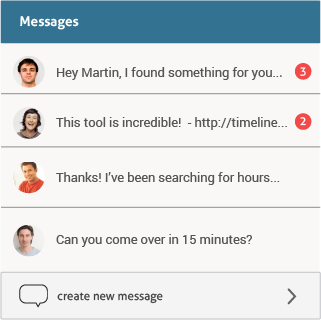 Messages
Hey Martin, I found something for you... 3
This tool is incredible!  - http://timeline... 2
Thanks! I've been searching for hours...
Can you come over in 15 minutes?
create new message